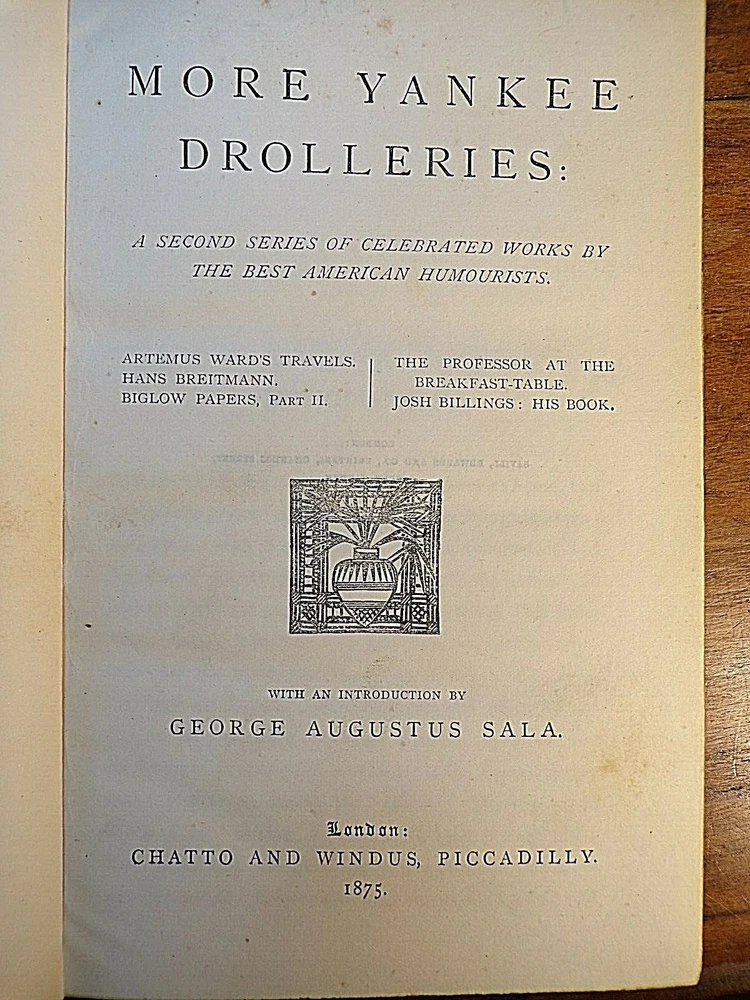 MORE YANKEE
DROLLERIES:
A SECOND SERIES OF CELEBRATED WORKS BY
THE BEST AMERICAN HUMOURISTS.
ARTEMUS WARD'S TRAVELS.
HANS BREITMANN.
BIGLOW PAPERS, PART II.
THE PROFESSOR AT THE
BREAKFAST-TABLE.
JOSH BILLINGS: HIS BOOK.
WITH AN INTRODUCTION BY
GEORGE AUGUSTUS SALA.
London:
CHATTO AND WINDUS, PICCADILLY.
1875.